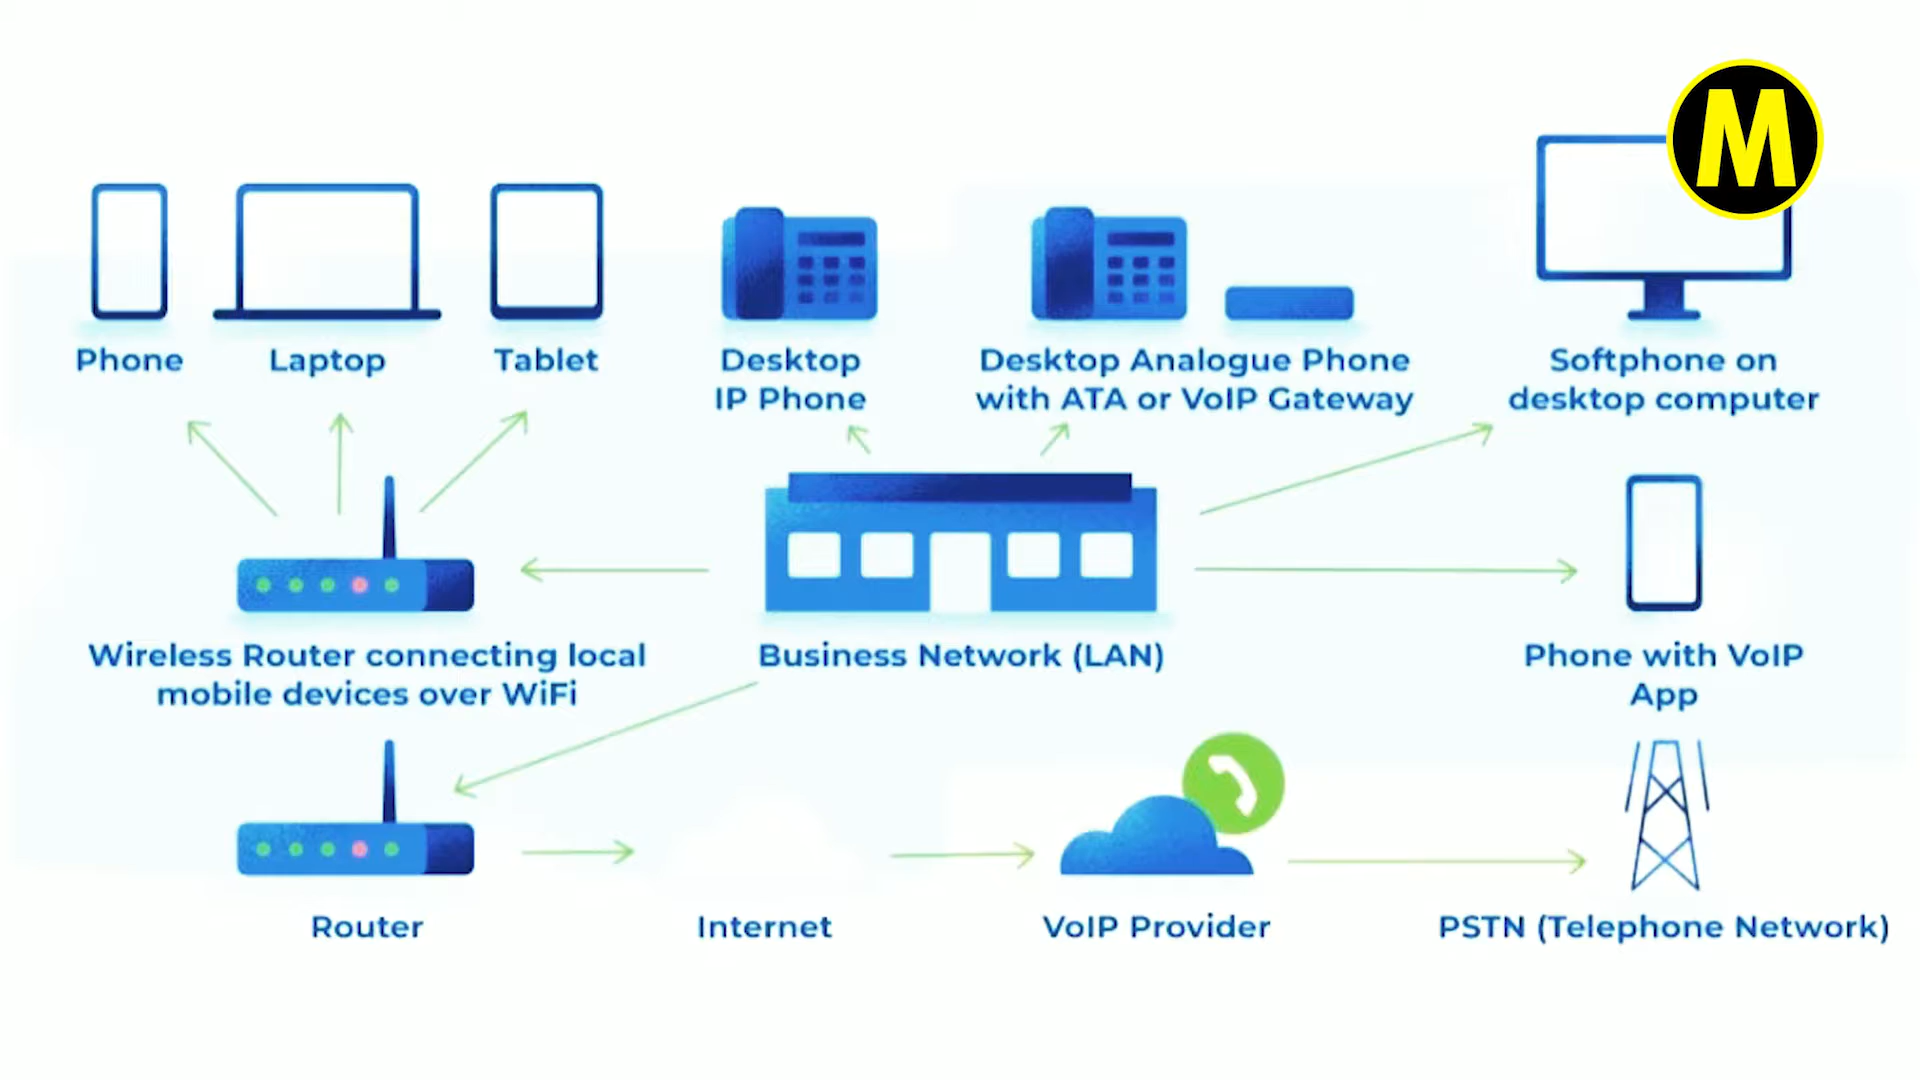 M
Phone
Laptop
Tablet
Desktop
IP Phone
Desktop Analogue Phone
with ATA or VoIP Gateway
Softphone on
desktop computer
Wireless Router connecting local
mobile devices over WiFi
Business Network (LAN)
Phone with VoIP
App
Router
Internet
VoIP Provider
PSTN (Telephone Network)